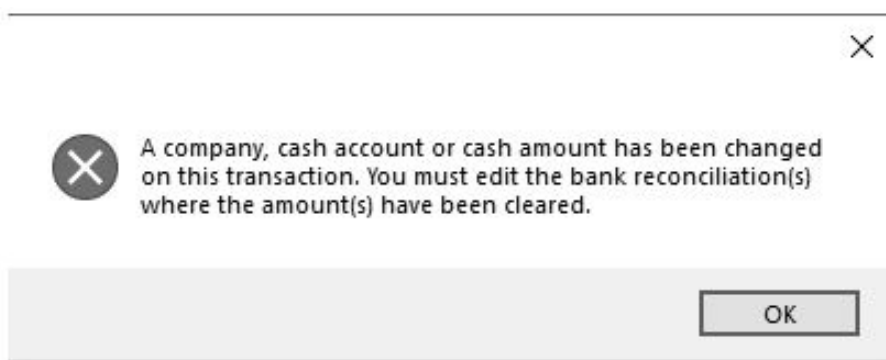 A company, cash account or cash amount has been changed
on this transaction. You must edit the bank reconciliation(s)
where the amount(s) have been cleared.
OK